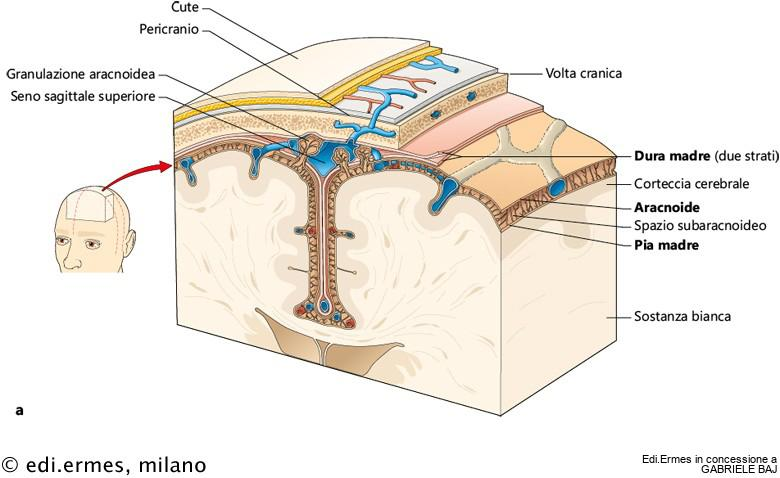 Cute
Pericranio
Granulazione aracnoidea
Seno sagittale superiore
Volta cranica
Dura madre (due strati)
Corteccia cerebrale
Aracnoide
Spazio subaracnoideo
Pia madre
Sostanza bianca
a
© edi.ermes, milano
Edi.Ermes in concessione a
GABRIELE BAJ